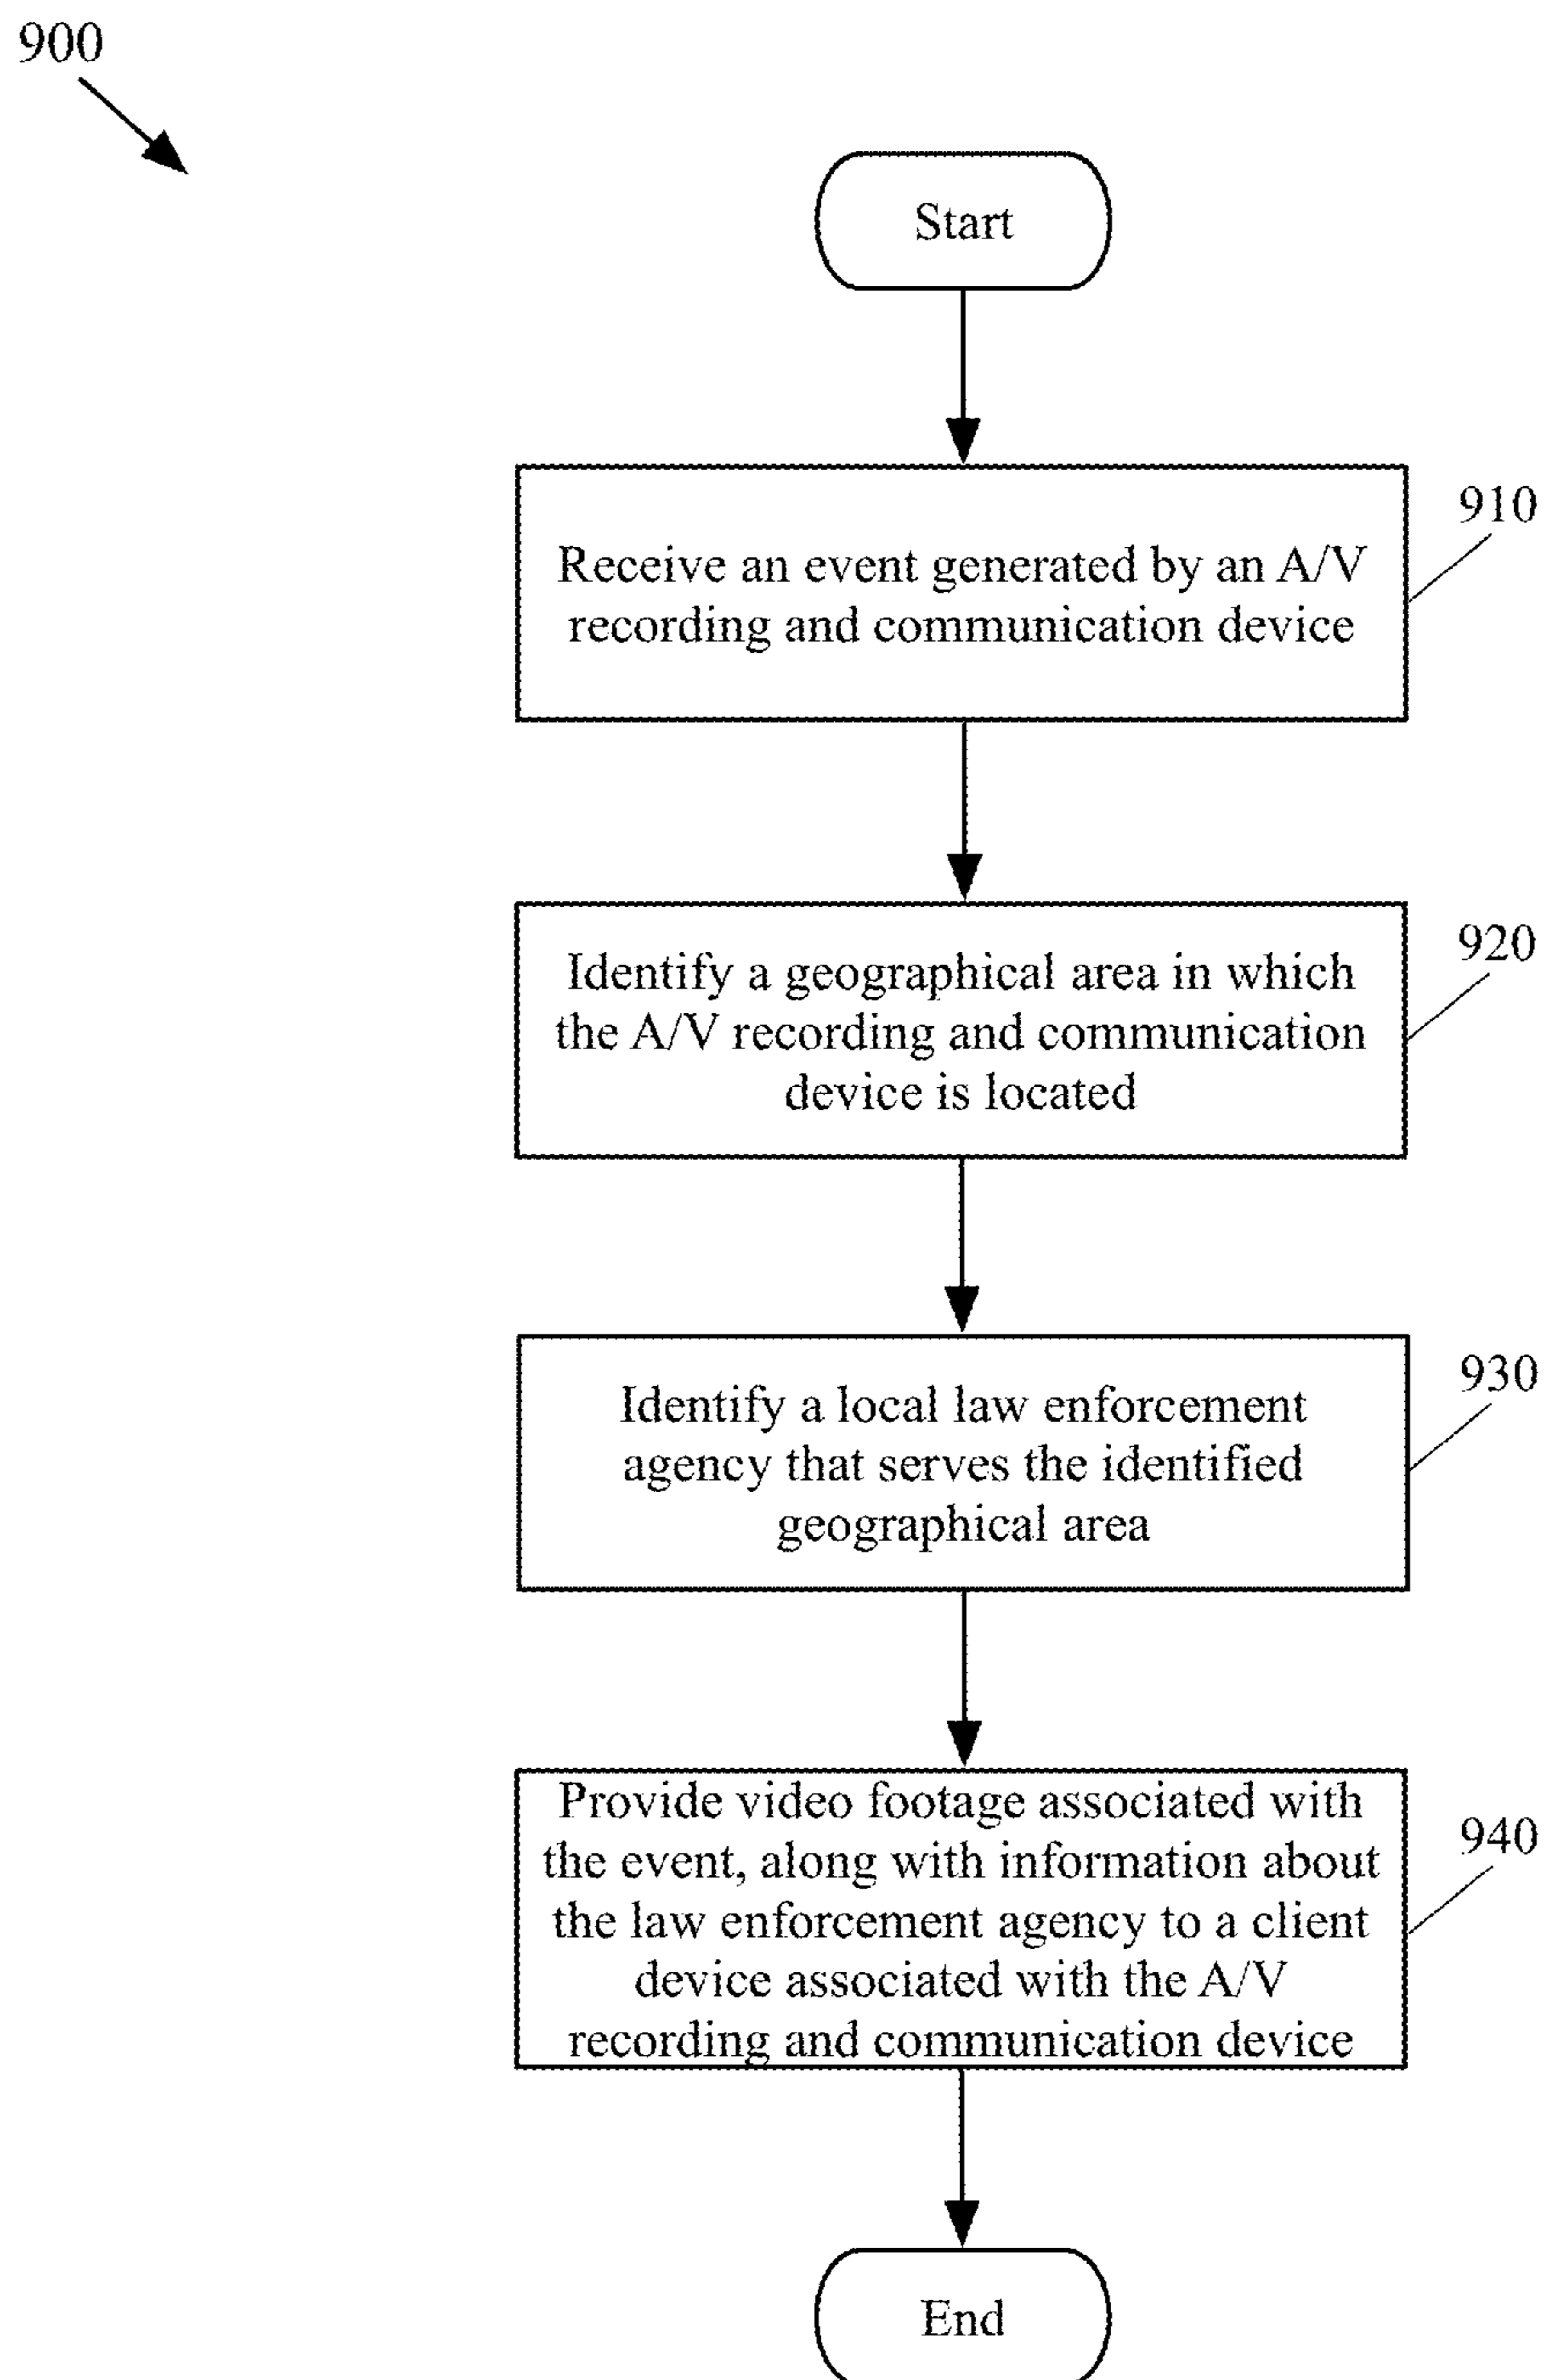 900
Start
910
Receive an event generated by an A/V
recording and communication device
920
Identify a geographical area in which
the A/V recording and communication
device is located
930
Identify a local law enforcement
agency that serves the identified
geographical area
940
Provide video footage associated with
the event, along with information about
the law enforcement agency to a client
device associated with the A/V
recording and communication device
End